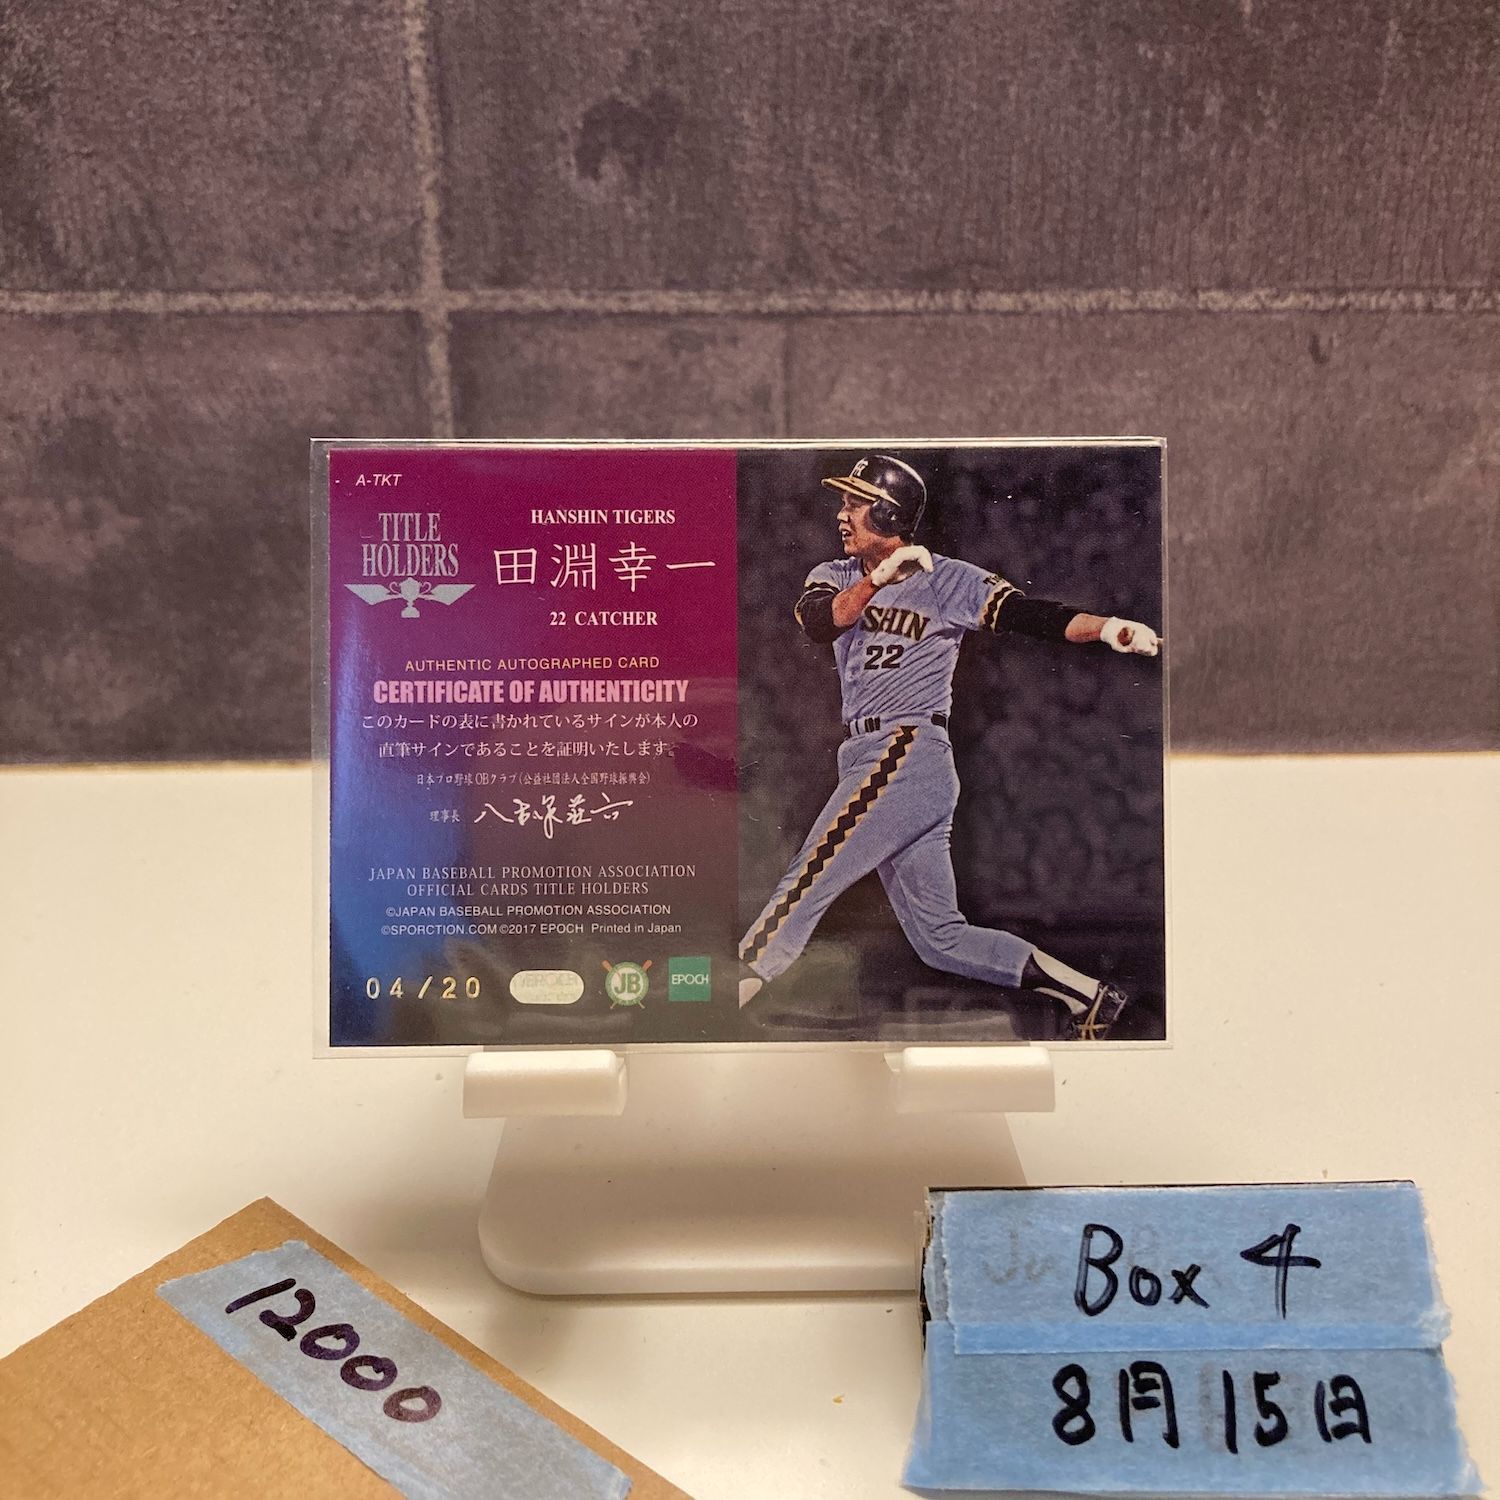 A-TKT
TITLE
HOLDERS
HANSHIN TIGERS
田淵幸一
22 CATCHER
AUTHENTIC AUTOGRAPHED CARD
CERTIFICATE OF AUTHENTICITY
このカードの表に書かれているサインが本人の
直筆サインであることを証明いたします。
日本プロ野球OBクラブ(公益社団法人全国野球振興会)
理事長 八木沢荘六
JAPAN BASEBALL PROMOTION ASSOCIATION
OFFICIAL CARDS TITLE HOLDERS
©JAPAN BASEBALL PROMOTION ASSOCIATION
©SPORCTION.COM ©2017 EPOCH Printed in Japan
04/20
JB
EPOCH
SHIN
22
12000
Box 4
8月15日